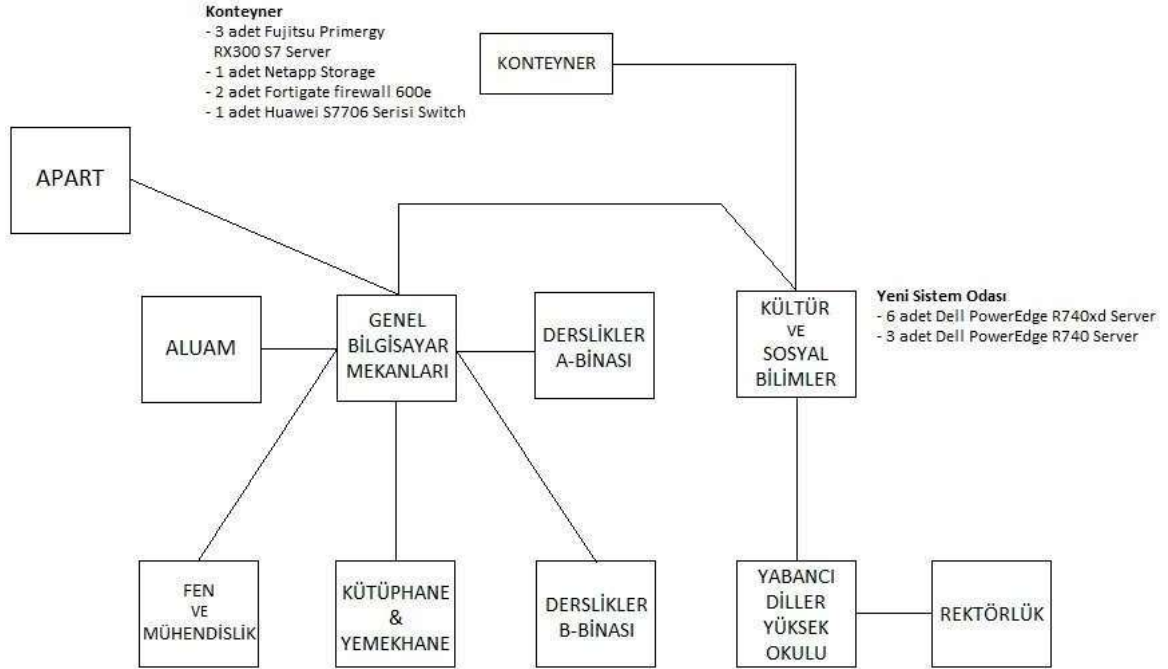 Konteyner
- 3 adet Fujitsu Primergy
RX300 S7 Server
- 1 adet Netapp Storage
- 2 adet Fortigate firewall 600e
- 1 adet Huawei S7706 Serisi Switch
KONTEYNER
APART
ALUAM
GENEL
BİLGİSAYAR
MEKANLARI
DERSLİKLER
A-BİNASI
KÜLTÜR
VE
SOSYAL
BİLİMLER
Yeni Sistem Odası
- 6 adet Dell PowerEdge R740xd Server
- 3 adet Dell PowerEdge R740 Server
FEN
VE
MÜHENDİSLİK
KÜTÜPHANE
&
YEMEKHANE
DERSLİKLER
B-BİNASI
YABANCI
DİLLER
YÜKSEK
OKULU
REKTÖRLÜK